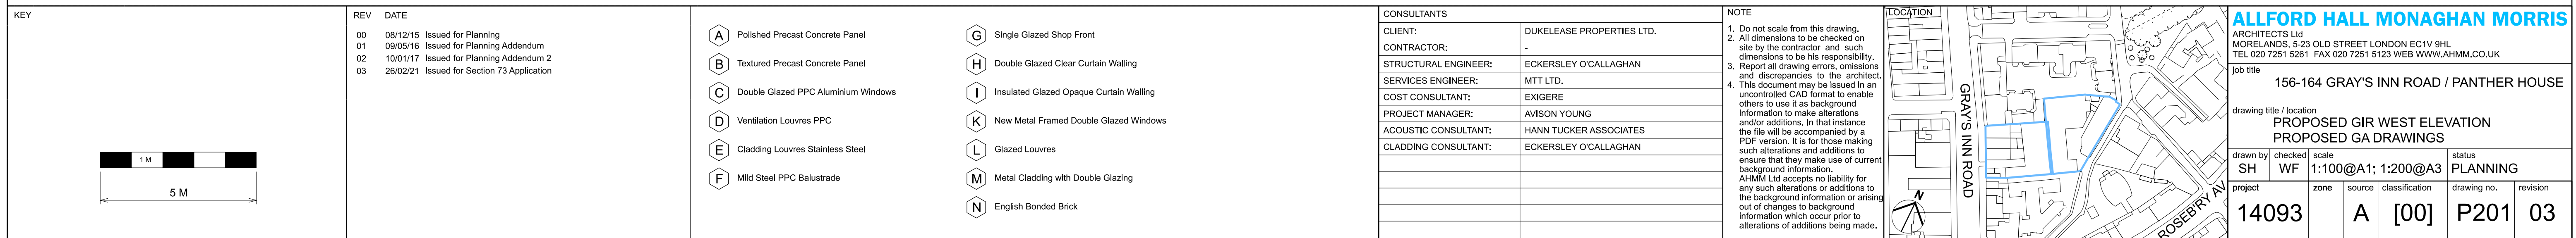 KEY
1 M
5 M
REV DATE
00 08/12/15 Issued for Planning
01 09/05/16 Issued for Planning Addendum
02 10/01/17 Issued for Planning Addendum 2
03 26/02/21 Issued for Section 73 Application
A Polished Precast Concrete Panel
B Textured Precast Concrete Panel
C Double Glazed PPC Aluminium Windows
D Ventilation Louvres PPC
E Cladding Louvres Stainless Steel
F Mild Steel PPC Balustrade
G Single Glazed Shop Front
H Double Glazed Clear Curtain Walling
I Insulated Glazed Opaque Curtain Walling
K New Metal Framed Double Glazed Windows
L Glazed Louvres
M Metal Cladding with Double Glazing
N English Bonded Brick
CONSULTANTS
CLIENT: DUKELEASE PROPERTIES LTD.
CONTRACTOR: -
STRUCTURAL ENGINEER: ECKERSLEY O'CALLAGHAN
SERVICES ENGINEER: MTT LTD.
COST CONSULTANT: EXIGERE
PROJECT MANAGER: AVISON YOUNG
ACOUSTIC CONSULTANT: HANN TUCKER ASSOCIATES
CLADDING CONSULTANT: ECKERSLEY O'CALLAGHAN
NOTE
1. Do not scale from this drawing.
2. All dimensions to be checked on
site by the contractor and such
dimensions to be his responsibility.
3. Report all drawing errors, omissions
and discrepancies to the architect.
4. This document may be issued in an
uncontrolled CAD format to enable
others to use it as background
information to make alterations
and/or additions. In that instance
the file will be accompanied by a
PDF version. It is for those making
such alterations and additions to
ensure that they make use of current
background information.
AHMM Ltd accepts no liability for
any such alterations or additions to
the background information or arising
out of changes to background
information which occur prior to
alterations of additions being made.
LOCATION
GRAY'S INN ROAD
ROSEB'RY AV
N
ALLFORD HALL MONAGHAN MORRIS
ARCHITECTS Ltd
MORELANDS, 5-23 OLD STREET LONDON EC1V 9HL
TEL 020 7251 5261 FAX 020 7251 5123 WEB WWW.AHMM.CO.UK
job title
156-164 GRAY'S INN ROAD / PANTHER HOUSE
drawing title / location
PROPOSED GIR WEST ELEVATION
PROPOSED GA DRAWINGS
drawn by checked scale status
SH WF 1:100@A1; 1:200@A3 PLANNING
project zone source classification drawing no. revision
14093 A [00] P201 03